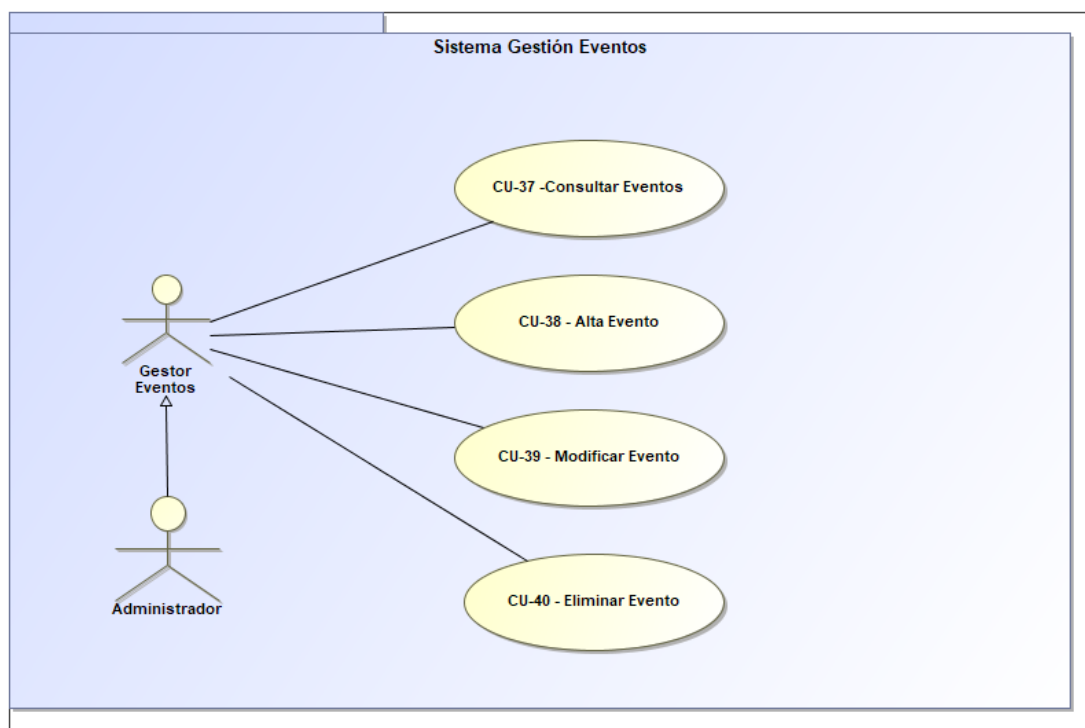 Sistema Gestión Eventos
CU-37 -Consultar Eventos
CU-38 - Alta Evento
Gestor
Eventos
CU-39 - Modificar Evento
CU-40 - Eliminar Evento
Administrador